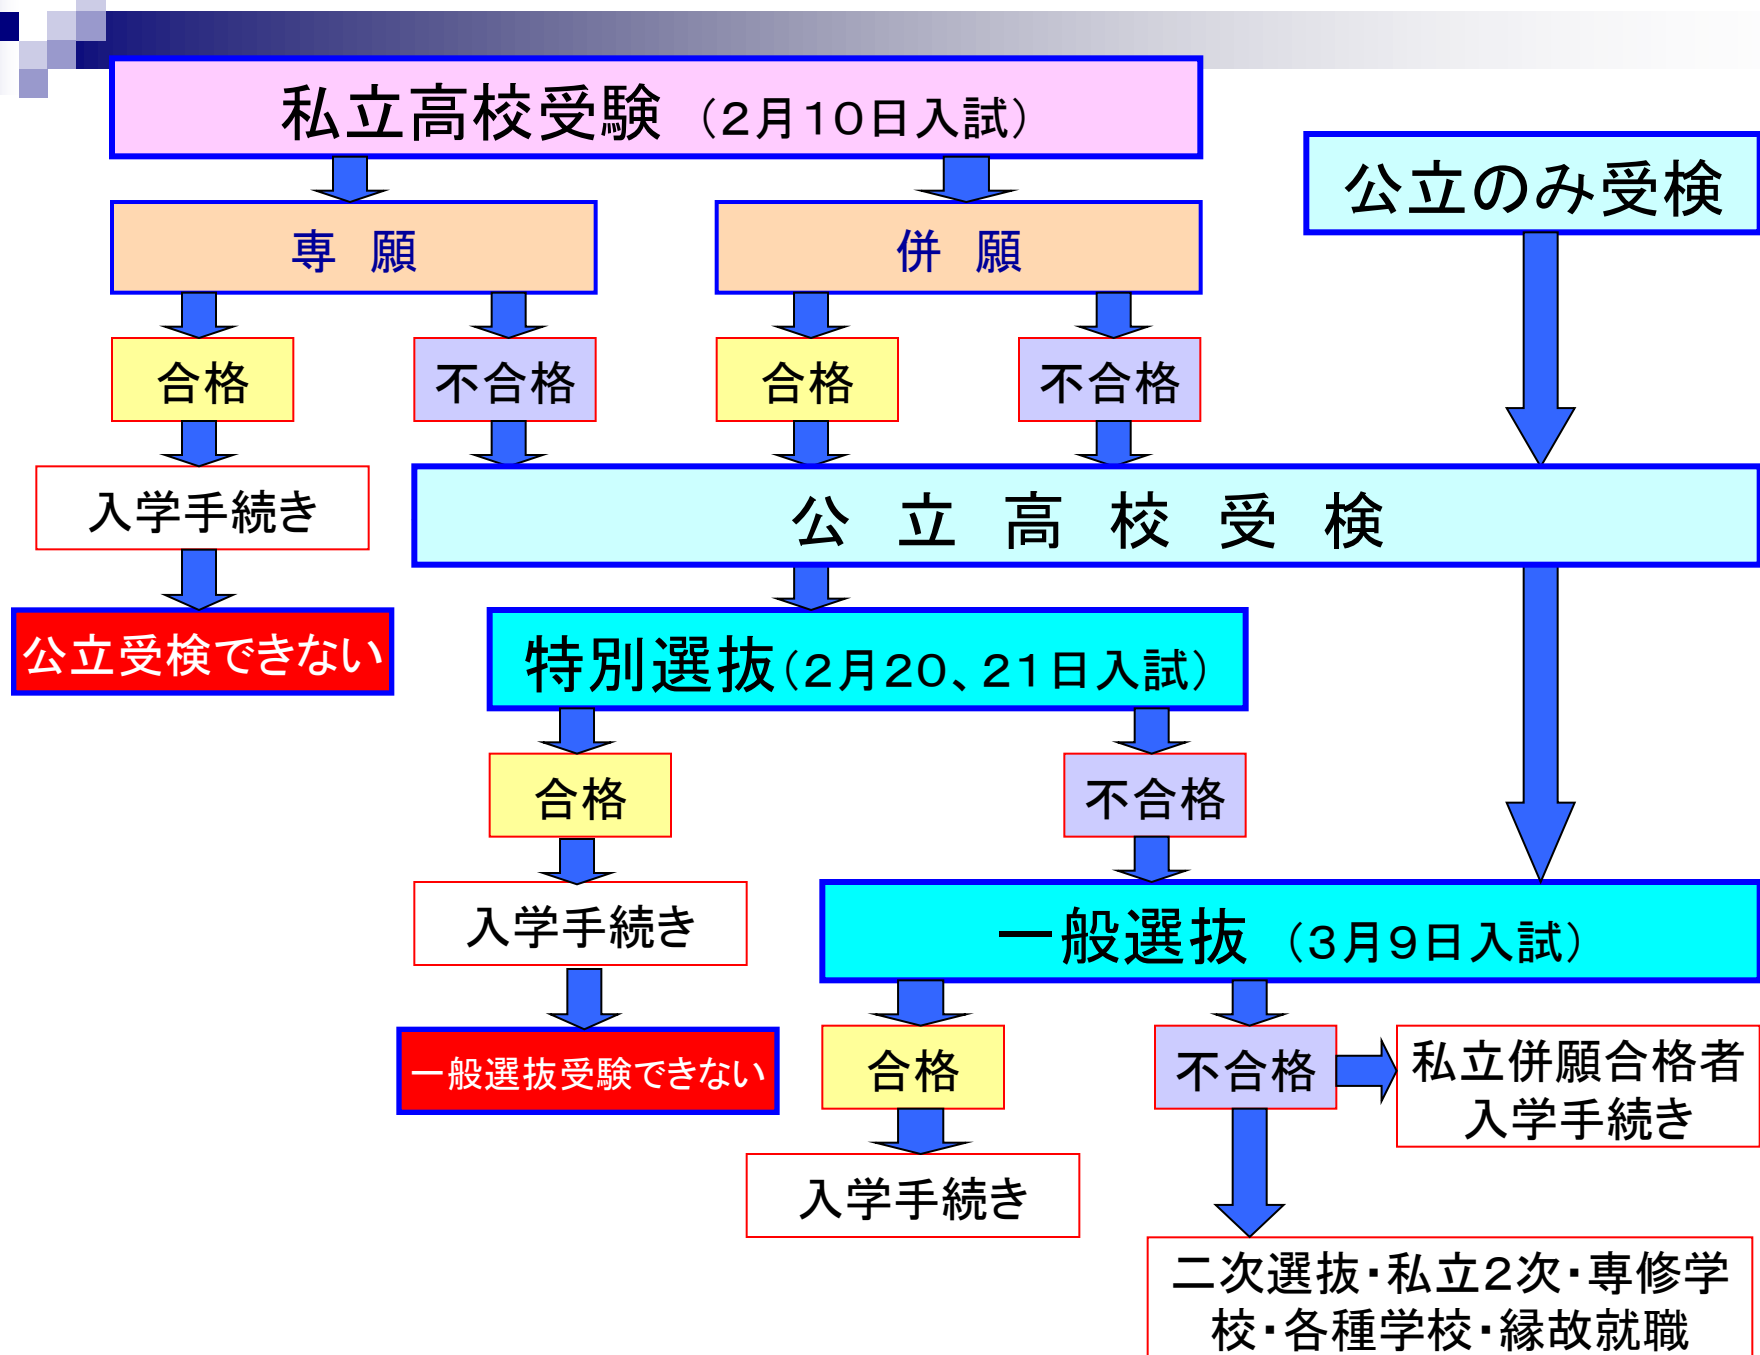 私立高校受験 （2月10日入試）
公立のみ受検
専　願
併　願
合格
不合格
合格
不合格
入学手続き
公　立　高　校　受　検
公立受検できない
特別選抜（2月20、21日入試）
合格
不合格
入学手続き
一般選抜 （3月9日入試）
一般選抜受験できない
合格
不合格
私立併願合格者
入学手続き
入学手続き
二次選抜・私立2次・専修学
校・各種学校・縁故就職